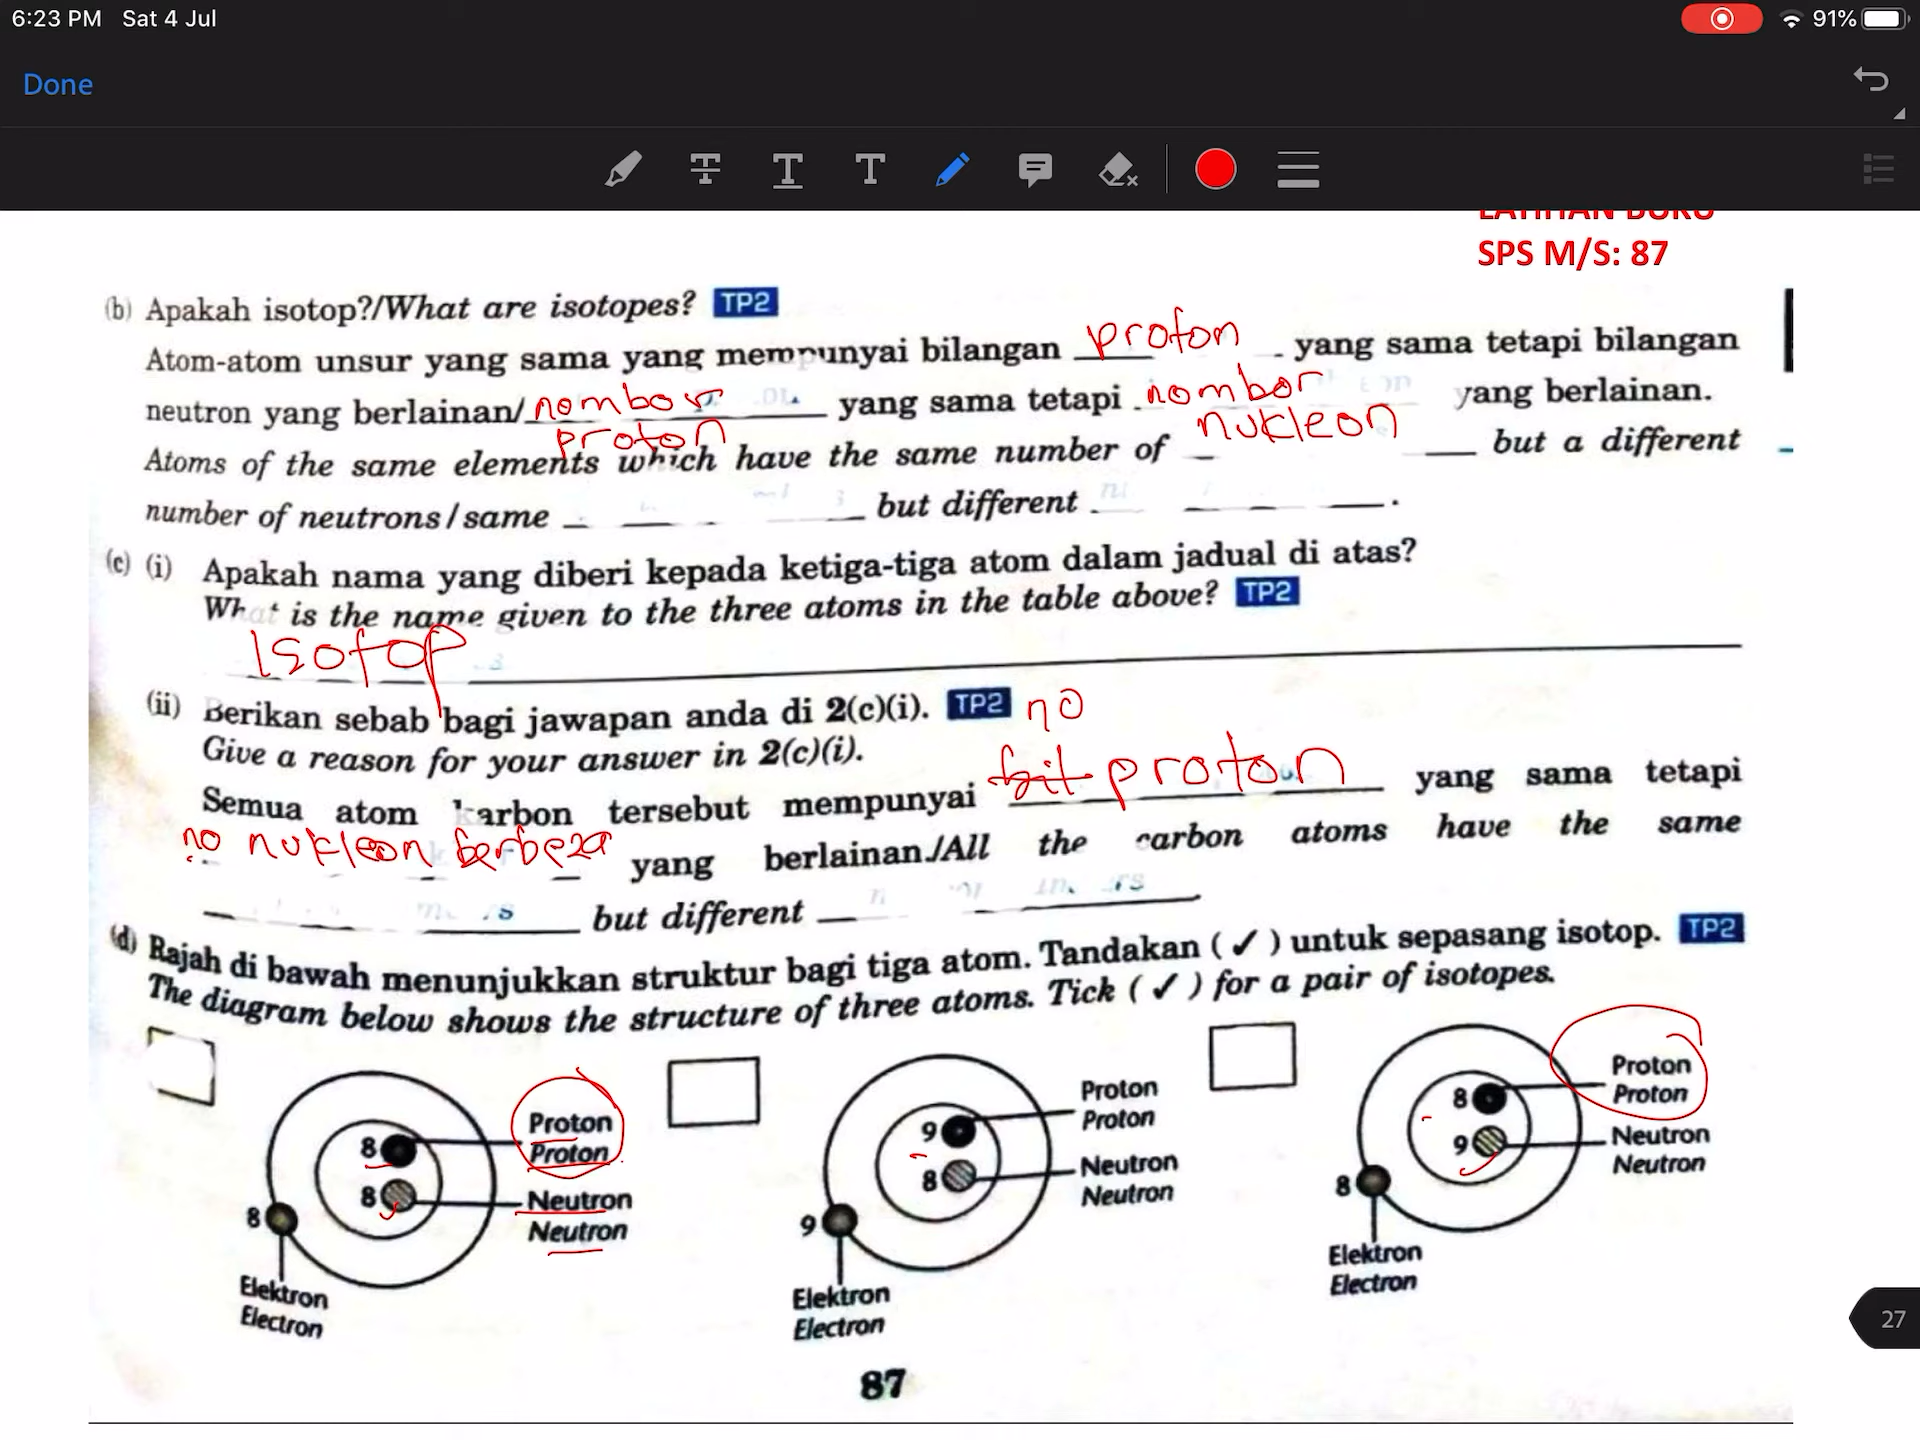 6:23 PM Sat 4 Jul
91%
Done
SPS M/S: 87
(b) Apakah isotop?/What are isotopes? TP2
Atom-atom unsur yang sama yang mempunyai bilangan proton yang sama tetapi bilangan
neutron yang berlainan/ nombor proton yang sama tetapi nombor nukleon yang berlainan.
Atoms of the same elements which have the same number of but a different
number of neutrons/same but different .
(c) (i) Apakah nama yang diberi kepada ketiga-tiga atom dalam jadual di atas?
What is the name given to the three atoms in the table above? TP2
Isotop
(ii) Berikan sebab bagi jawapan anda di 2(c)(i). TP2 no
Give a reason for your answer in 2(c)(i).
Semua atom karbon tersebut mempunyai proton yang sama tetapi
no nukleon berbeza yang berlainan./All the carbon atoms have the same
but different
(d) Rajah di bawah menunjukkan struktur bagi tiga atom. Tandakan ( ✓ ) untuk sepasang isotop. TP2
The diagram below shows the structure of three atoms. Tick ( ✓ ) for a pair of isotopes.
8
8
8
Proton
Proton
Neutron
Neutron
Elektron
Electron
9
8
9
Proton
Proton
Neutron
Neutron
Elektron
Electron
8
9
8
Proton
Proton
Neutron
Neutron
Elektron
Electron
87
27